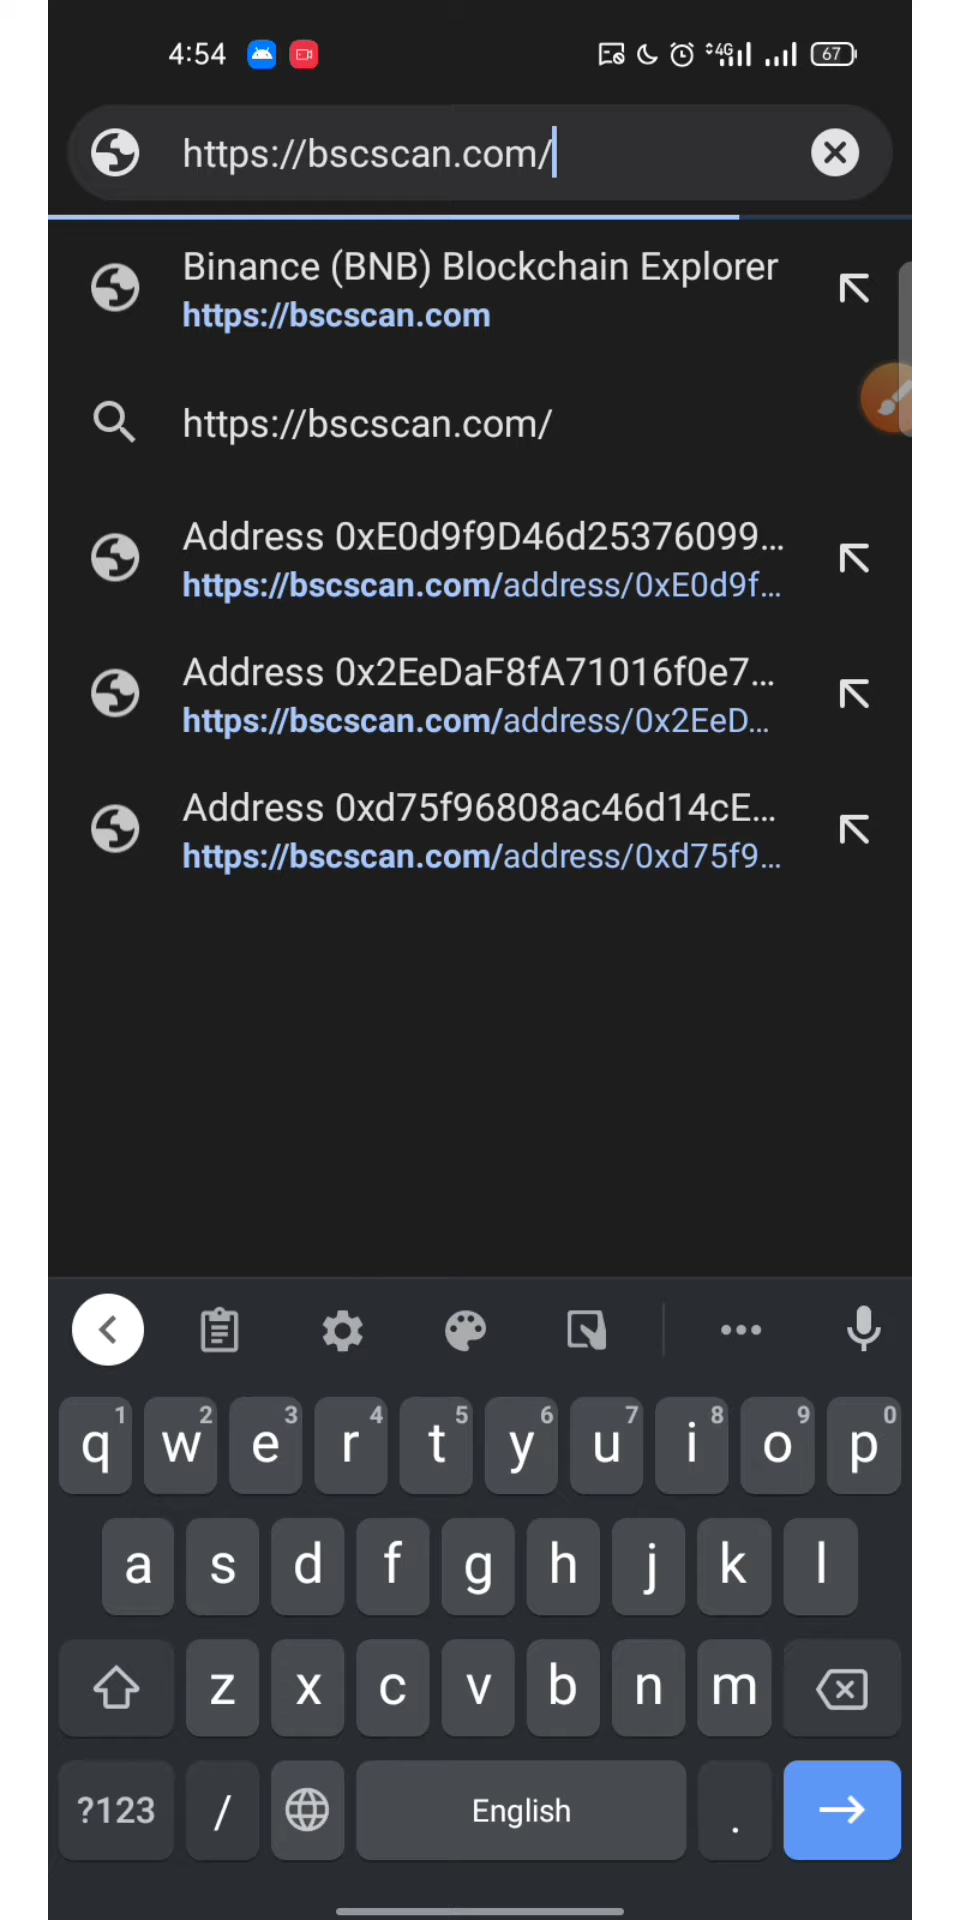 4:54 4G 67
https://bscscan.com/
Binance (BNB) Blockchain Explorer
https://bscscan.com
https://bscscan.com/
Address 0xE0d9f9D46d25376099...
https://bscscan.com/address/0xE0d9f...
Address 0x2EeDaF8fA71016f0e7...
https://bscscan.com/address/0x2EeD...
Address 0xd75f96808ac46d14cE...
https://bscscan.com/address/0xd75f9...
1 2 3 4 5 6 7 8 9 0
q w e r t y u i o p
a s d f g h j k l
z x c v b n m
?123 / English .